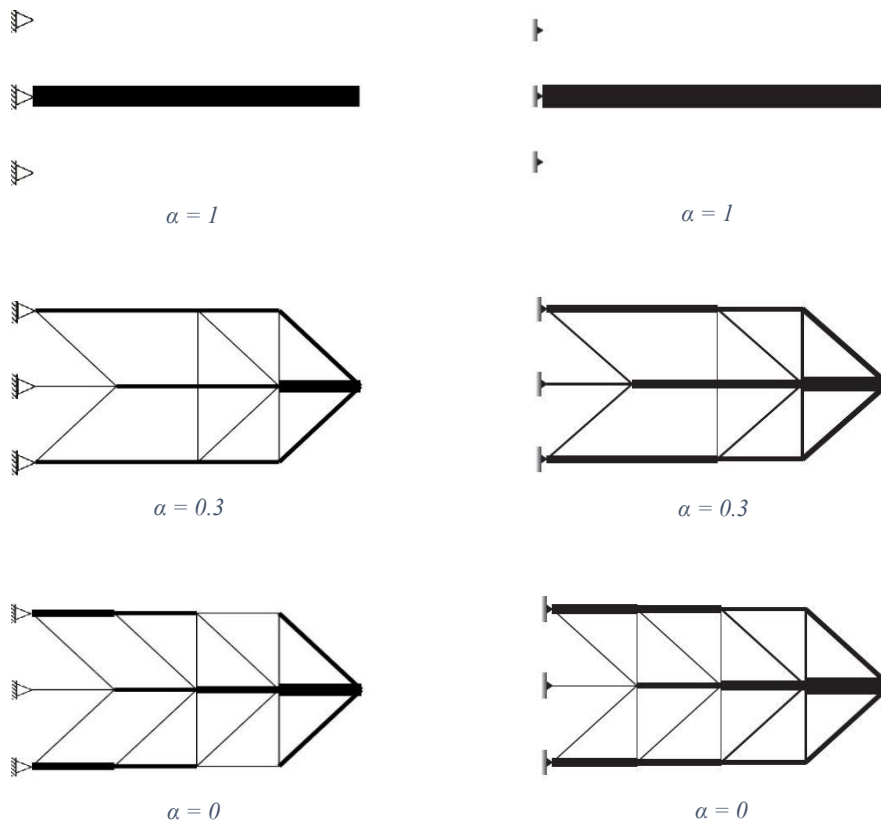 α = 1
α = 1
α = 0.3
α = 0.3
α = 0
α = 0